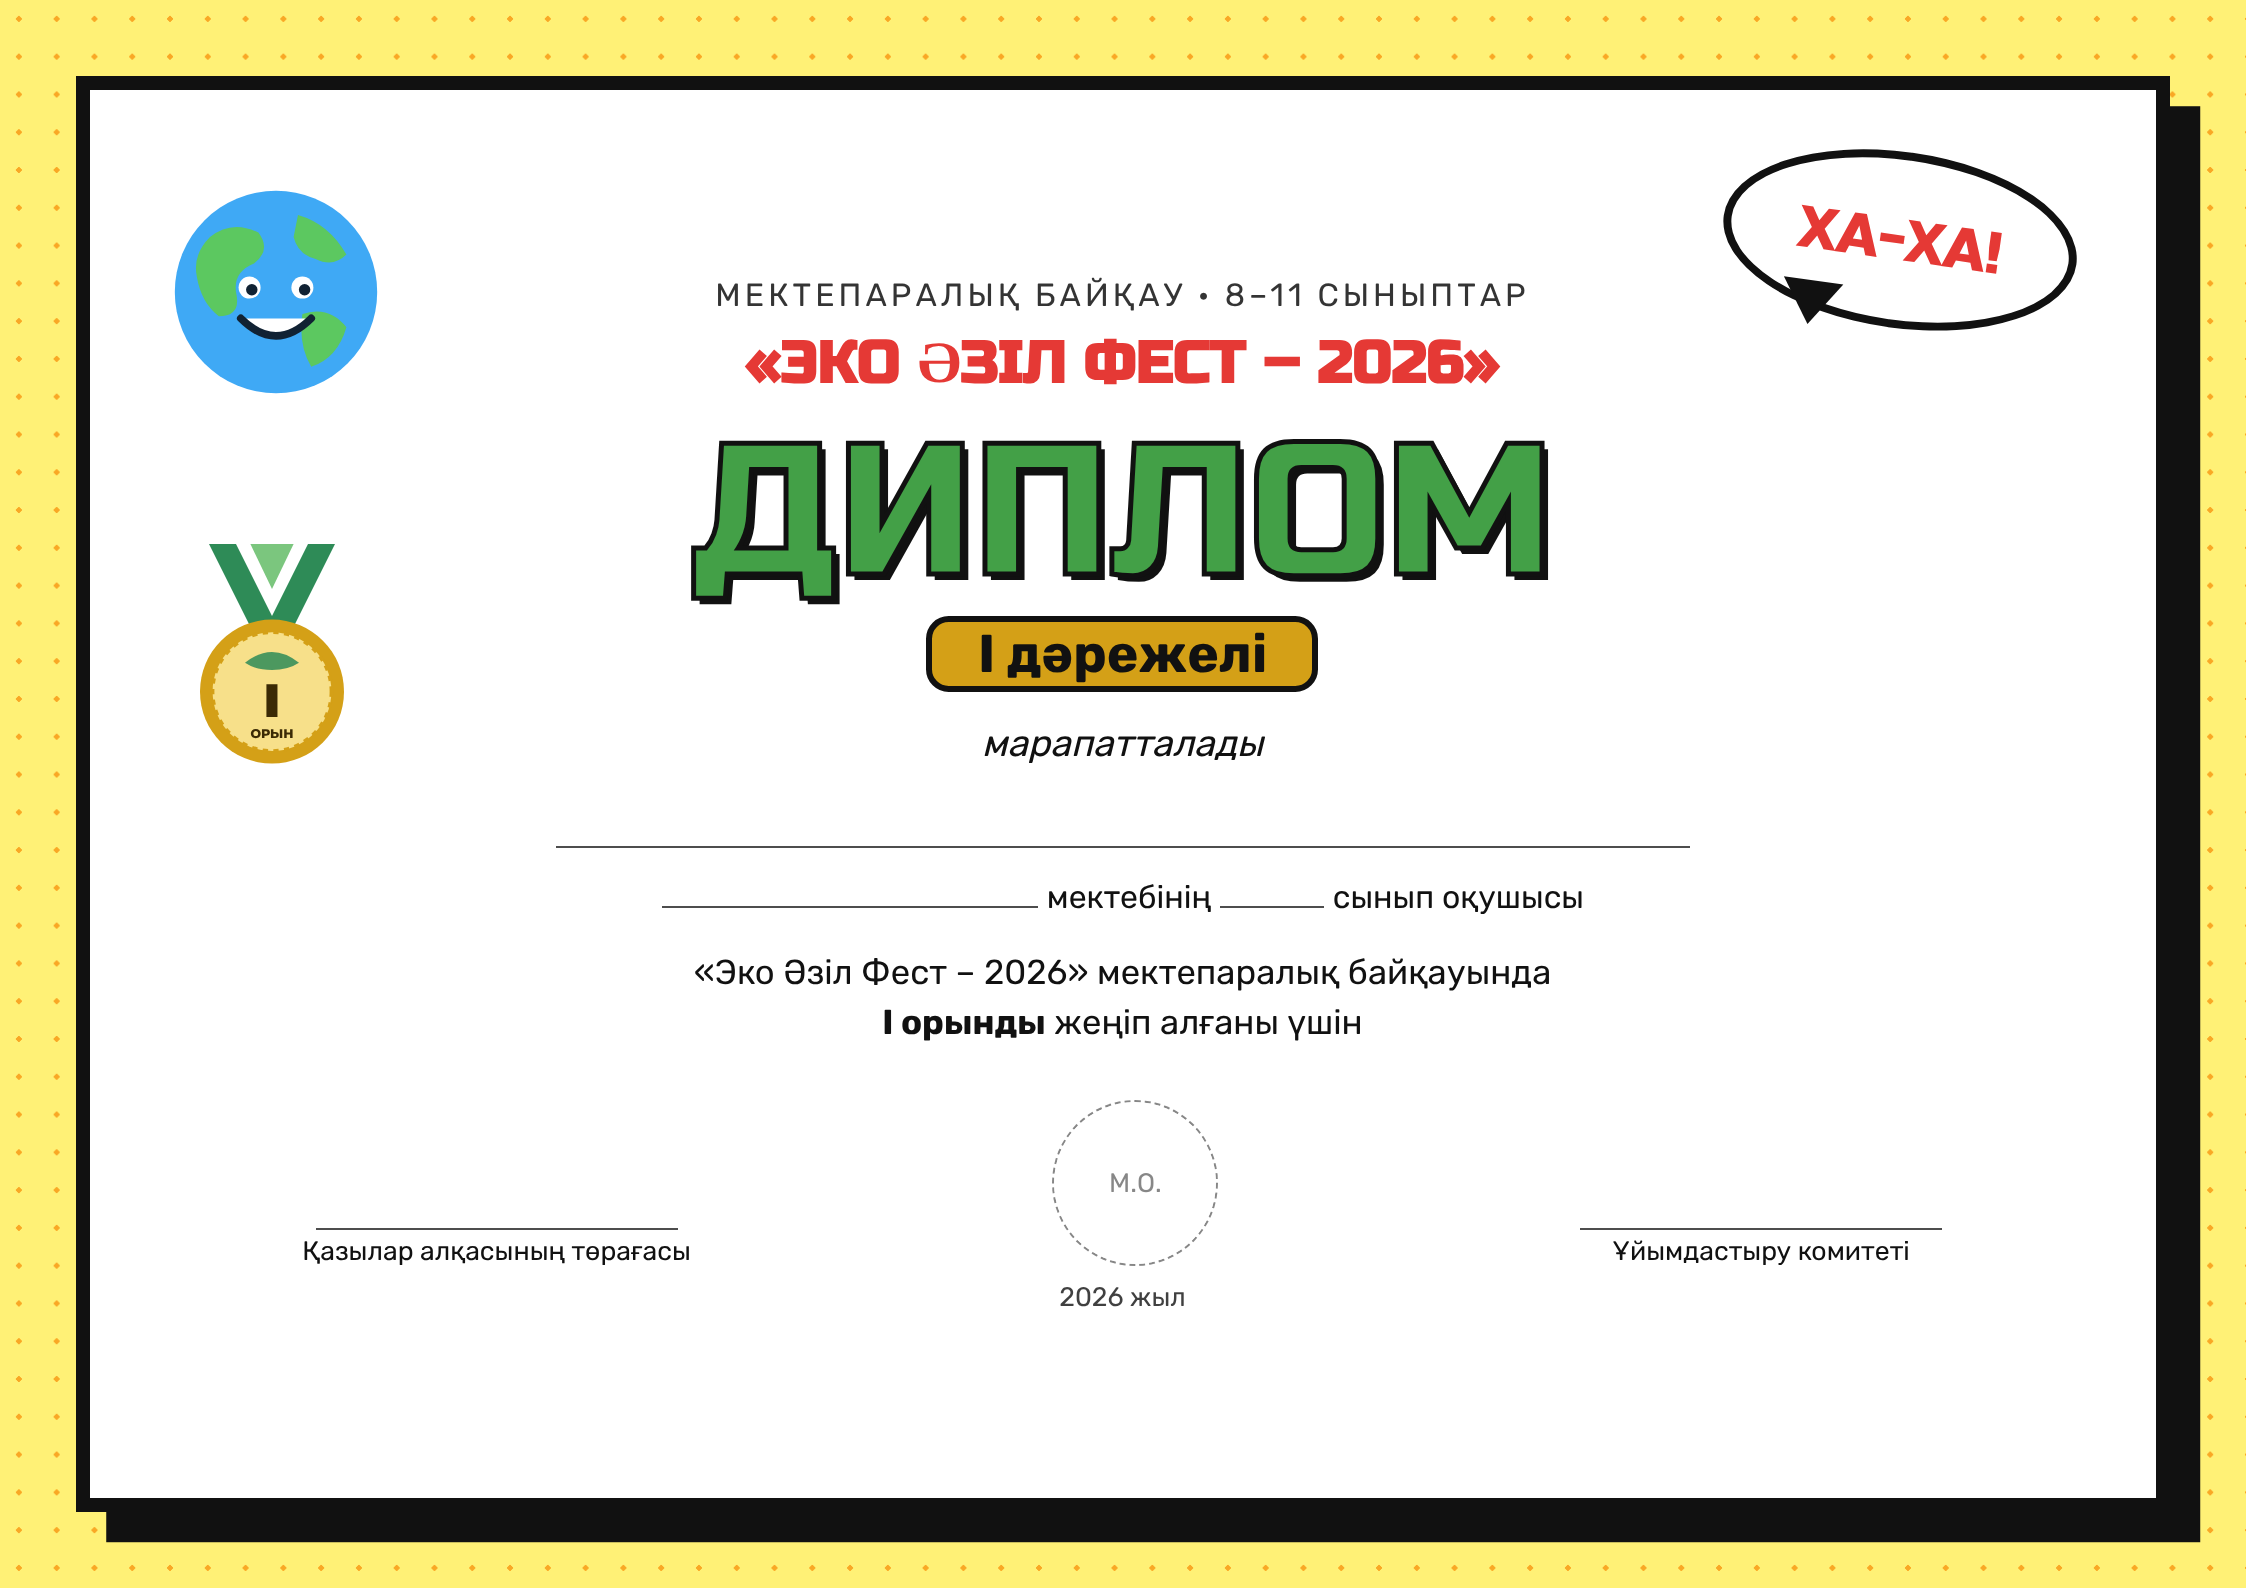 ХА-ХА!
МЕКТЕПАРАЛЫҚ БАЙҚАУ • 8–11 СЫНЫПТАР
«ЭКО ӘЗІЛ ФЕСТ – 2026»
ДИПЛОМ
І дәрежелі
І
ОРЫН
марапатталады
мектебінің сынып оқушысы
«Эко Әзіл Фест – 2026» мектепаралық байқауында
І орынды жеңіп алғаны үшін
М.О.
Қазылар алқасының төрағасы
Ұйымдастыру комитеті
2026 жыл